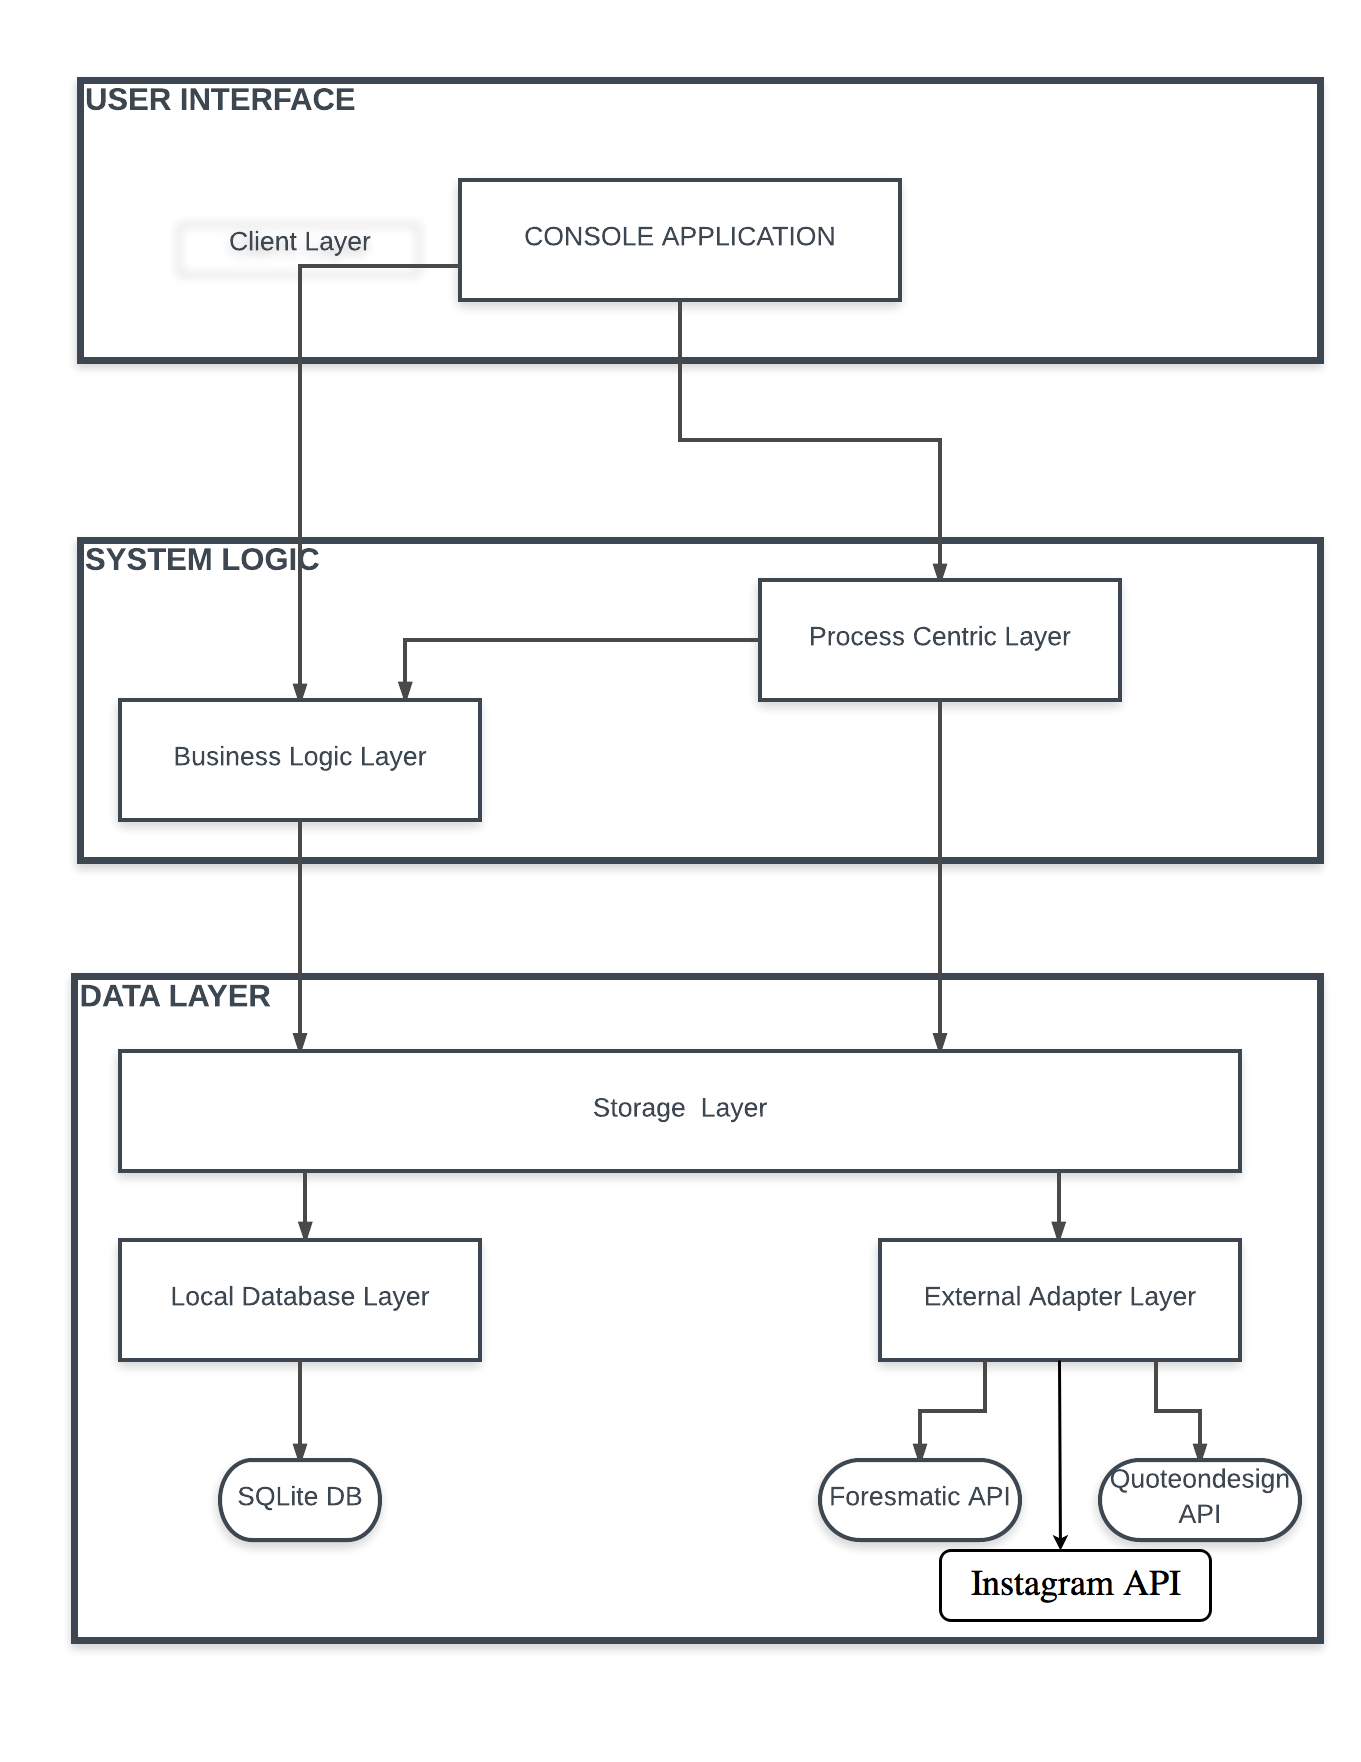 USER INTERFACE
Client Layer
CONSOLE APPLICATION
SYSTEM LOGIC
Process Centric Layer
Business Logic Layer
DATA LAYER
Storage  Layer
Local Database Layer
External Adapter Layer
SQLite DB
Foresmatic API
Quoteondesign
API
Instagram API